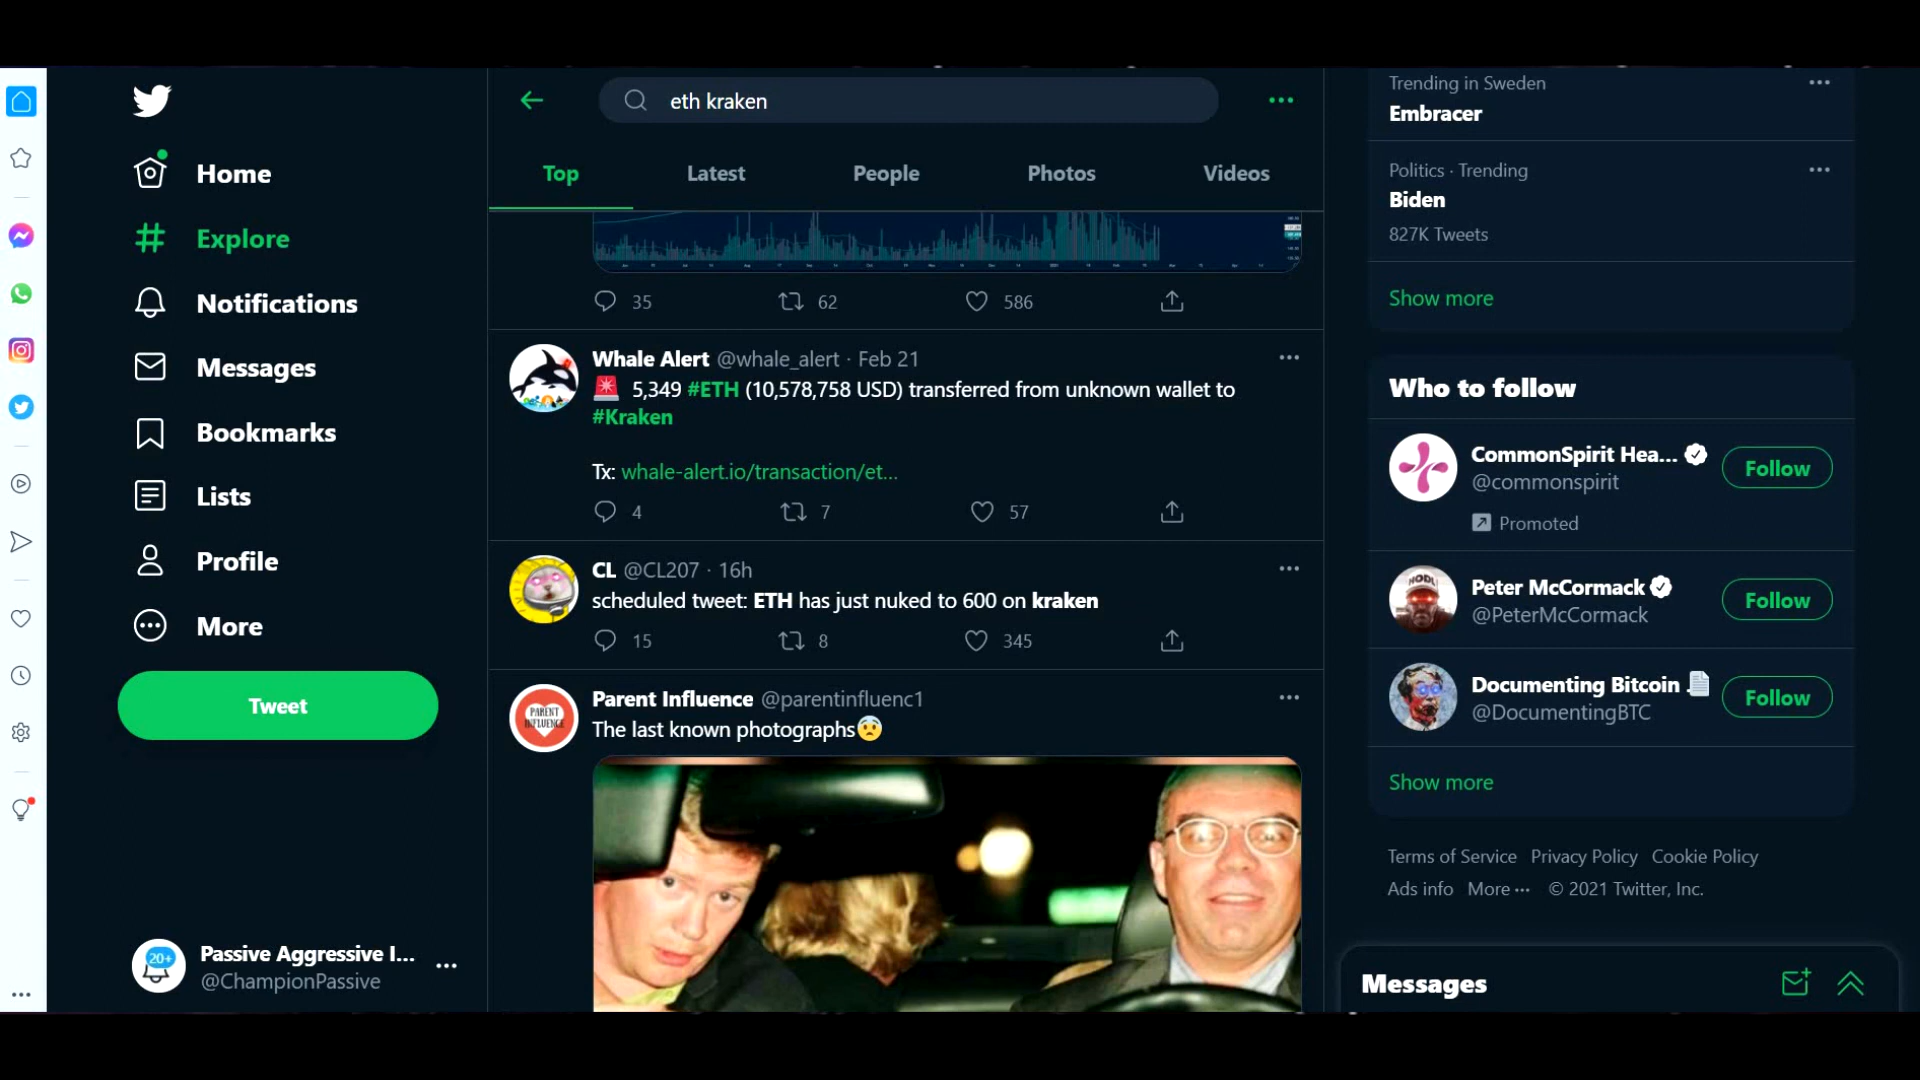 Home
Explore
Notifications
Messages
Bookmarks
Lists
Profile
More
Tweet
20+
Passive Aggressive I...
@ChampionPassive
eth kraken
Top Latest People Photos Videos
35 62 586
Whale Alert @whale_alert · Feb 21
5,349 #ETH (10,578,758 USD) transferred from unknown wallet to
#Kraken
Tx: whale-alert.io/transaction/et...
4 7 57
CL @CL207 · 16h
scheduled tweet: ETH has just nuked to 600 on kraken
15 8 345
PARENT
INFLUENCE
Parent Influence @parentinfluenc1
The last known photographs
Trending in Sweden
Embracer
Politics · Trending
Biden
827K Tweets
Show more
Who to follow
CommonSpirit Hea...
@commonspirit
Follow
Promoted
HODL
Peter McCormack
@PeterMcCormack
Follow
Documenting Bitcoin
@DocumentingBTC
Follow
Show more
Terms of Service Privacy Policy Cookie Policy
Ads info More ··· © 2021 Twitter, Inc.
Messages